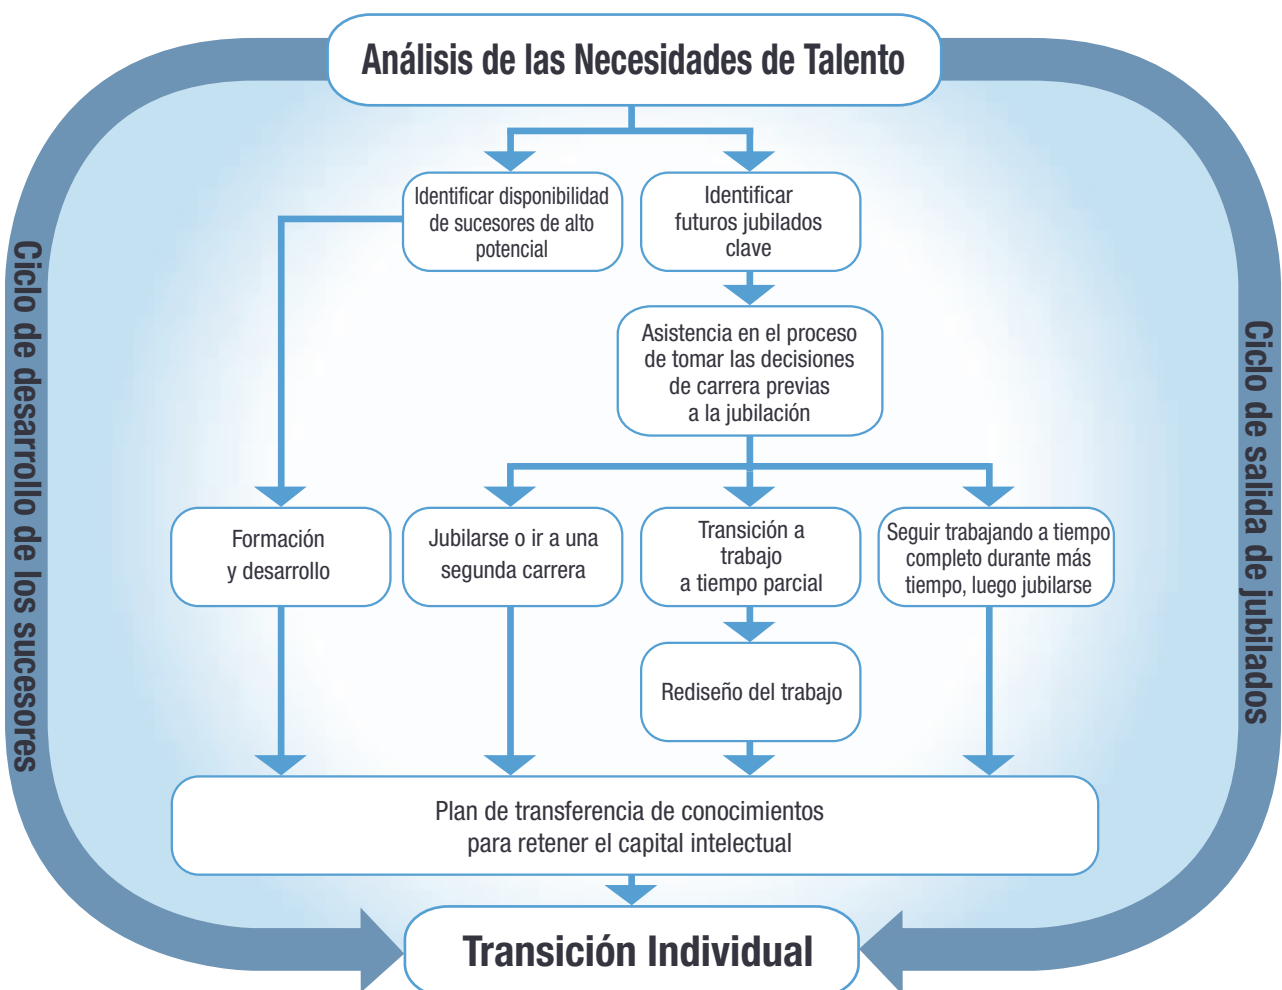 Análisis de las Necesidades de Talento
Identificar disponibilidad
de sucesores de alto
potencial
Identificar
futuros jubilados
clave
Asistencia en el proceso
de tomar las decisiones
de carrera previas
a la jubilación
Formación
y desarrollo
Jubilarse o ir a una
segunda carrera
Transición a
trabajo
a tiempo parcial
Seguir trabajando a tiempo
completo durante más
tiempo, luego jubilarse
Rediseño del trabajo
Plan de transferencia de conocimientos
para retener el capital intelectual
Transición Individual
Ciclo de desarrollo de los sucesores
Ciclo de salida de jubilados